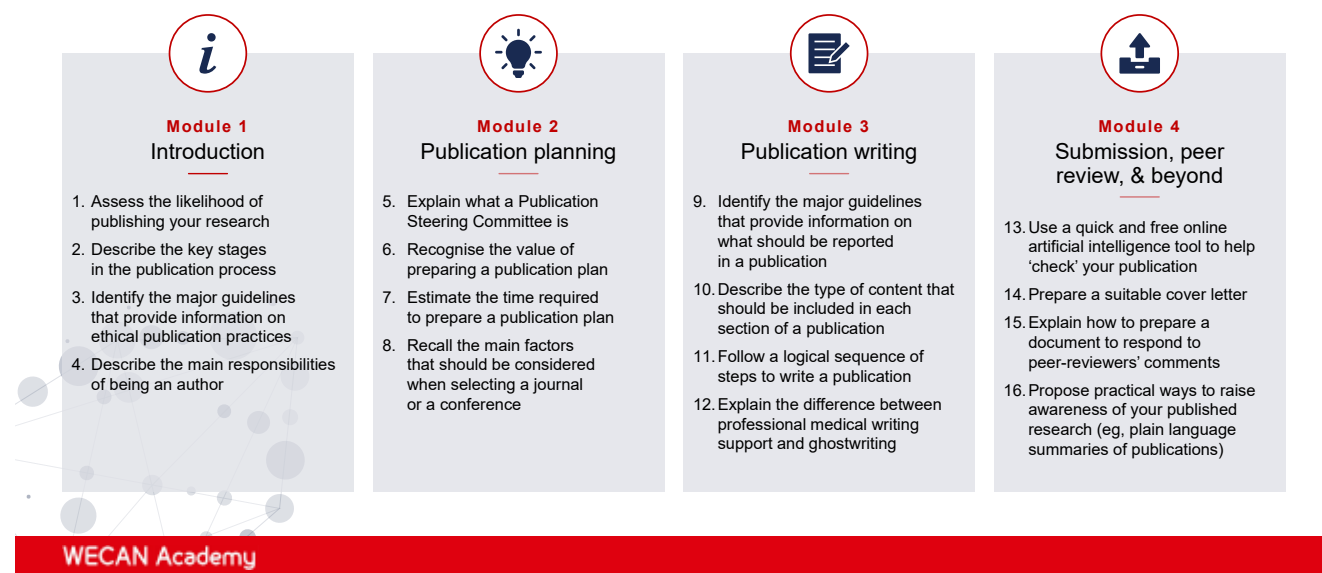 i
Module 1
Introduction
1. Assess the likelihood of
publishing your research
2. Describe the key stages
in the publication process
3. Identify the major guidelines
that provide information on
ethical publication practices
4. Describe the main responsibilities
of being an author
Module 2
Publication planning
5. Explain what a Publication
Steering Committee is
6. Recognise the value of
preparing a publication plan
7. Estimate the time required
to prepare a publication plan
8. Recall the main factors
that should be considered
when selecting a journal
or a conference
Module 3
Publication writing
9. Identify the major guidelines
that provide information on
what should be reported
in a publication
10. Describe the type of content that
should be included in each
section of a publication
11. Follow a logical sequence of
steps to write a publication
12. Explain the difference between
professional medical writing
support and ghostwriting
Module 4
Submission, peer
review, & beyond
13. Use a quick and free online
artificial intelligence tool to help
‘check’ your publication
14. Prepare a suitable cover letter
15. Explain how to prepare a
document to respond to
peer-reviewers’ comments
16. Propose practical ways to raise
awareness of your published
research (eg, plain language
summaries of publications)
WECAN Academy